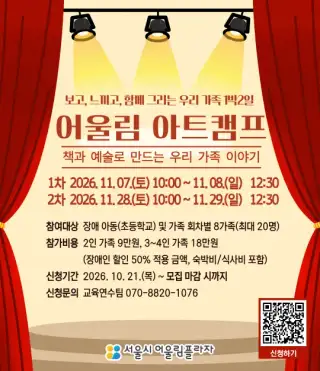 보고, 느끼고, 함께 그리는 우리 가족 1박2일
어울림 아트캠프
책과 예술로 만드는 우리 가족 이야기
1차 2026.11.07.(토) 10:00 ~ 11.08.(일) 12:30
2차 2026.11.28.(토) 10:00 ~ 11.29.(일) 12:30
참여대상 장애 아동(초등학교) 및 가족 회차별 8가족(최대 20명)
참가비용 2인 가족 9만원, 3~4인 가족 18만원
(장애인 할인 50% 적용 금액, 숙박비/식사비 포함)
신청기간 2026. 10. 21.(목) ~ 모집 마감 시까지
신청문의 교육연수팀 070-8820-1076
서울시어울림플라자
신청하기